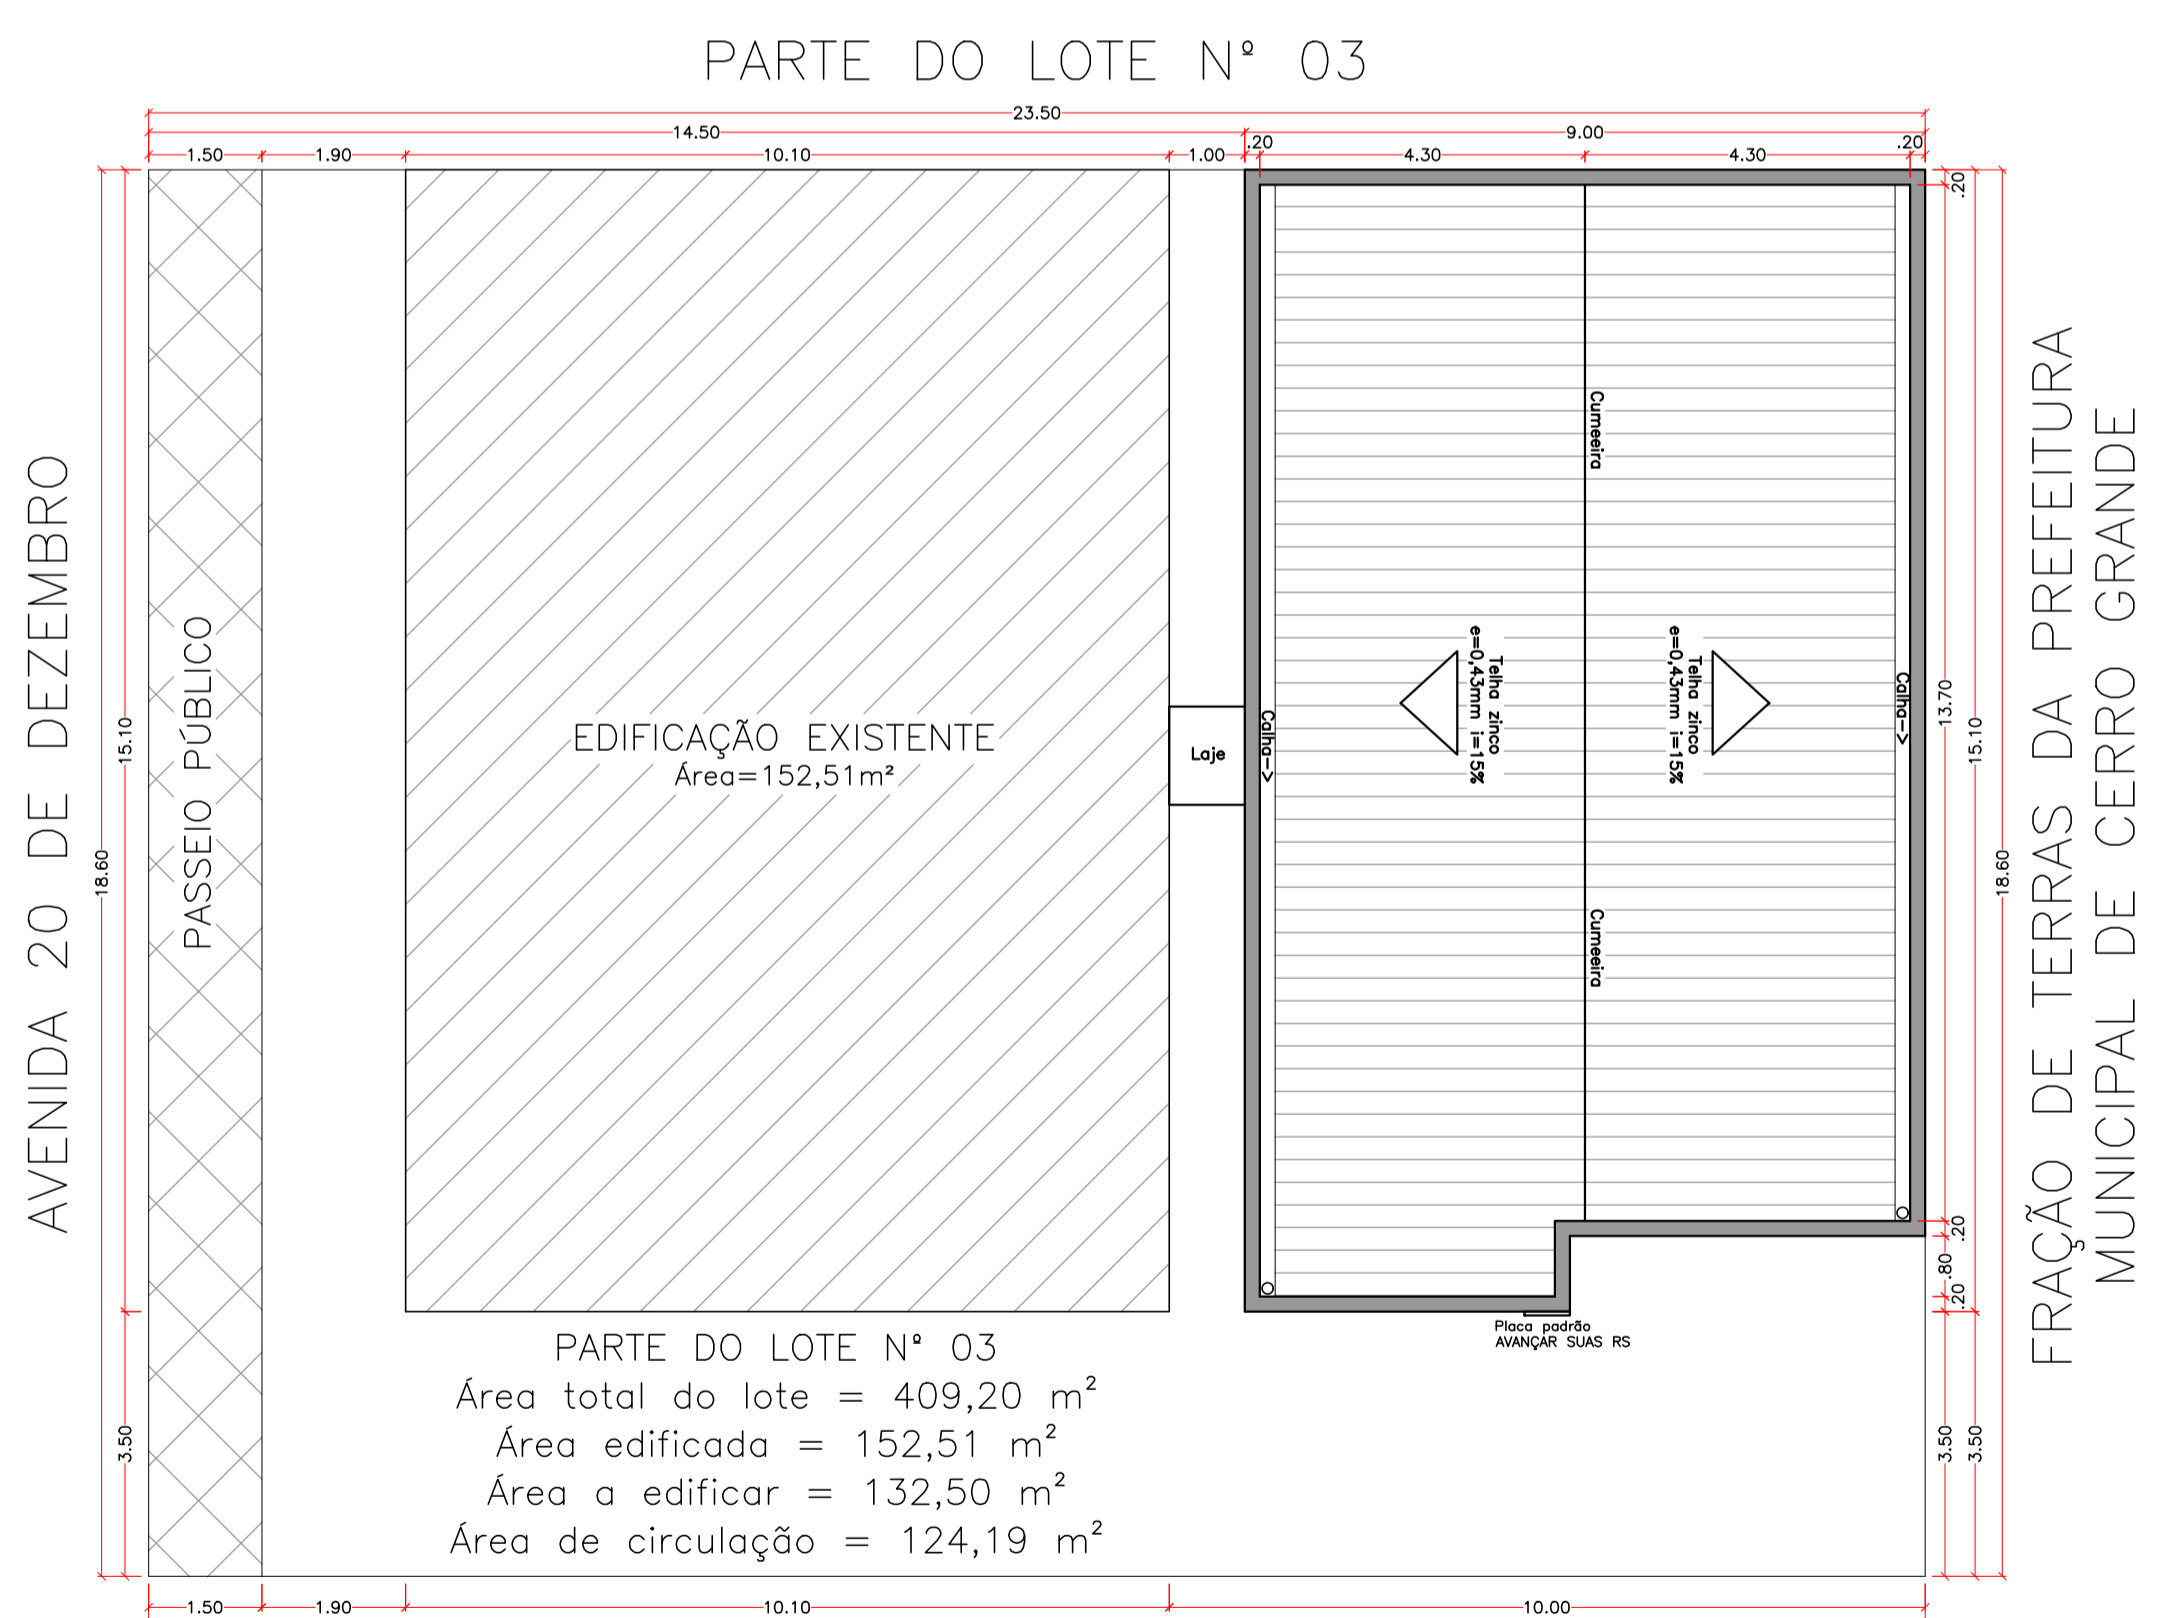 PARTE DO LOTE Nº 03
23.50
14.50
9.00
1.50
1.90
10.10
1.00
.20
4.30
4.30
.20
AVENIDA 20 DE DEZEMBRO
18.60
15.10
3.50
PASSEIO PÚBLICO
EDIFICAÇÃO EXISTENTE
Área=152,51m²
Laje
Calha->
Cumeeira
Cumeeira
Telha zinco
e=0,43mm i=15%
Telha zinco
e=0,43mm i=15%
Calha->
.20
13.70
15.10
18.60
.20
.80
.20
3.50
3.50
FRAÇÃO DE TERRAS DA PREFEITURA
MUNICIPAL DE CERRO GRANDE
Placa padrão
AVANÇAR SUAS RS
PARTE DO LOTE Nº 03
Área total do lote = 409,20 m²
Área edificada = 152,51 m²
Área a edificar = 132,50 m²
Área de circulação = 124,19 m²
1.50
1.90
10.10
10.00